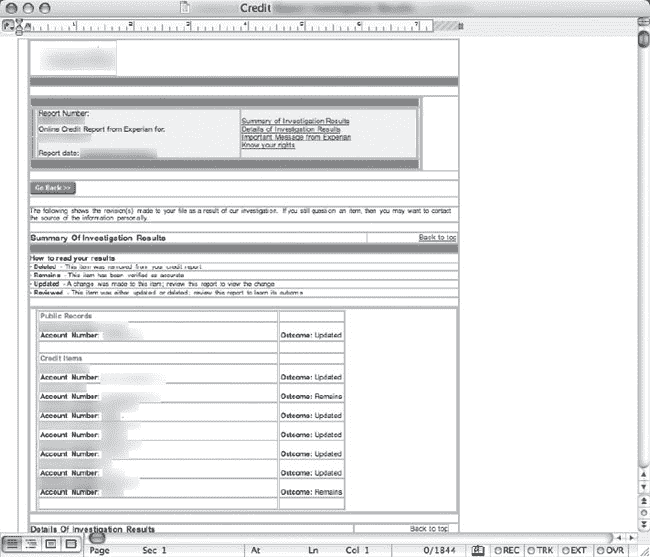 Credit
1 2 3 4 5 6 7
Report Number:
Online Credit Report from Experian for:
Report date:
Summary of Investigation Results
Details of Investigation Results
Important Message from Experian
Know your rights
Go Back >>
The following shows the revision(s) made to your file as a result of our investigation. If you still question an item, then you may want to contact
the source of the information personally.
Summary Of Investigation Results Back to top
How to read your results
- Deleted - This item was removed from your credit report
- Remains - This item has been verified as accurate
- Updated - A change was made to this item; review this report to view the change
- Reviewed - This item was either updated or deleted; review this report to learn its outcome
Public Records
Account Number: Outcome: Updated
Credit Items
Account Number: Outcome: Updated
Account Number: Outcome: Remains
Account Number: Outcome: Updated
Account Number: Outcome: Updated
Account Number: Outcome: Updated
Account Number: Outcome: Updated
Account Number: Outcome: Remains
Details Of Investigation Results Back to top
Page Sec 1 At Ln Col 1 0/1844 REC TRK EXT OVR